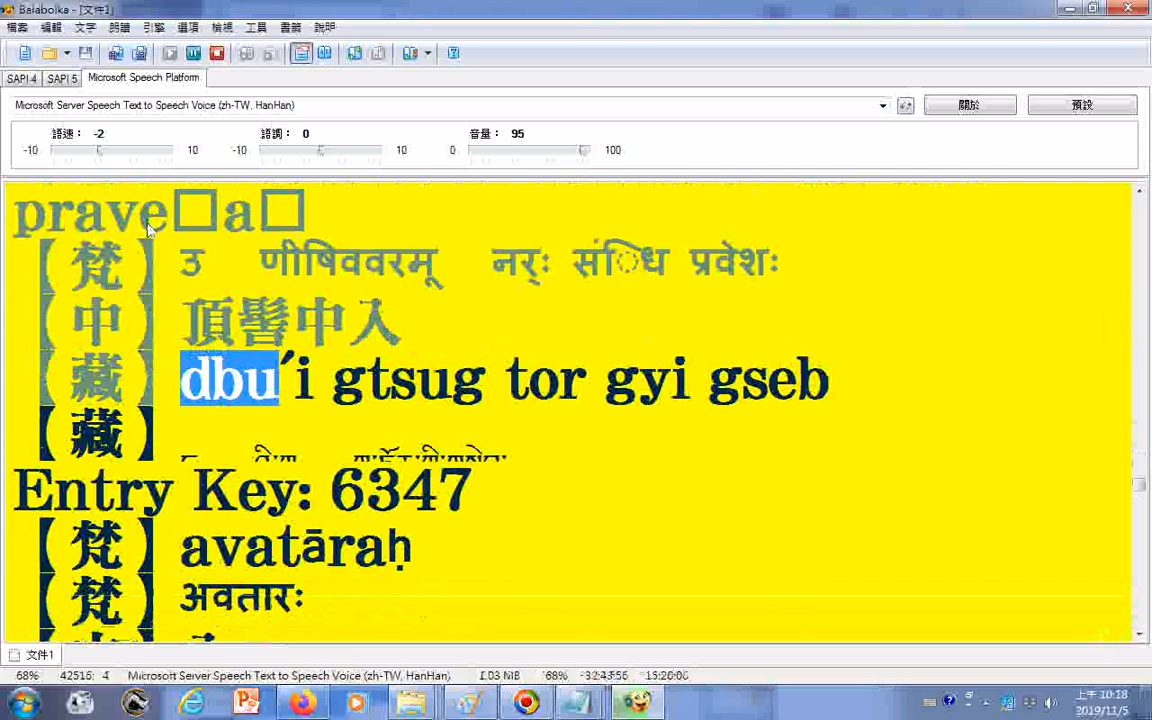 Balabolka - [文件1]
檔案 編輯 文字 朗讀 引擎 選項 檢視 工具 書籤 說明
SAPI 4 SAPI 5 Microsoft Speech Platform
Microsoft Server Speech Text to Speech Voice (zh-TW, HanHan) 關於 預設
語速： -2 語調： 0 音量： 95
-10 10 -10 10 0 100
prave□a□
【梵】 उ णीषिववरमू नर्ः प्रवेशः
【中】 頂髻中入
【藏】 dbu´i gtsug tor gyi gseb
【藏】
Entry Key: 6347
【梵】 avatāraḥ
【梵】 अवतारः
文件1
68% 42516: 4 Microsoft Server Speech Text to Speech Voice (zh-TW, HanHan) 1.03 MiB 68%
上午 10:18
2019/11/5